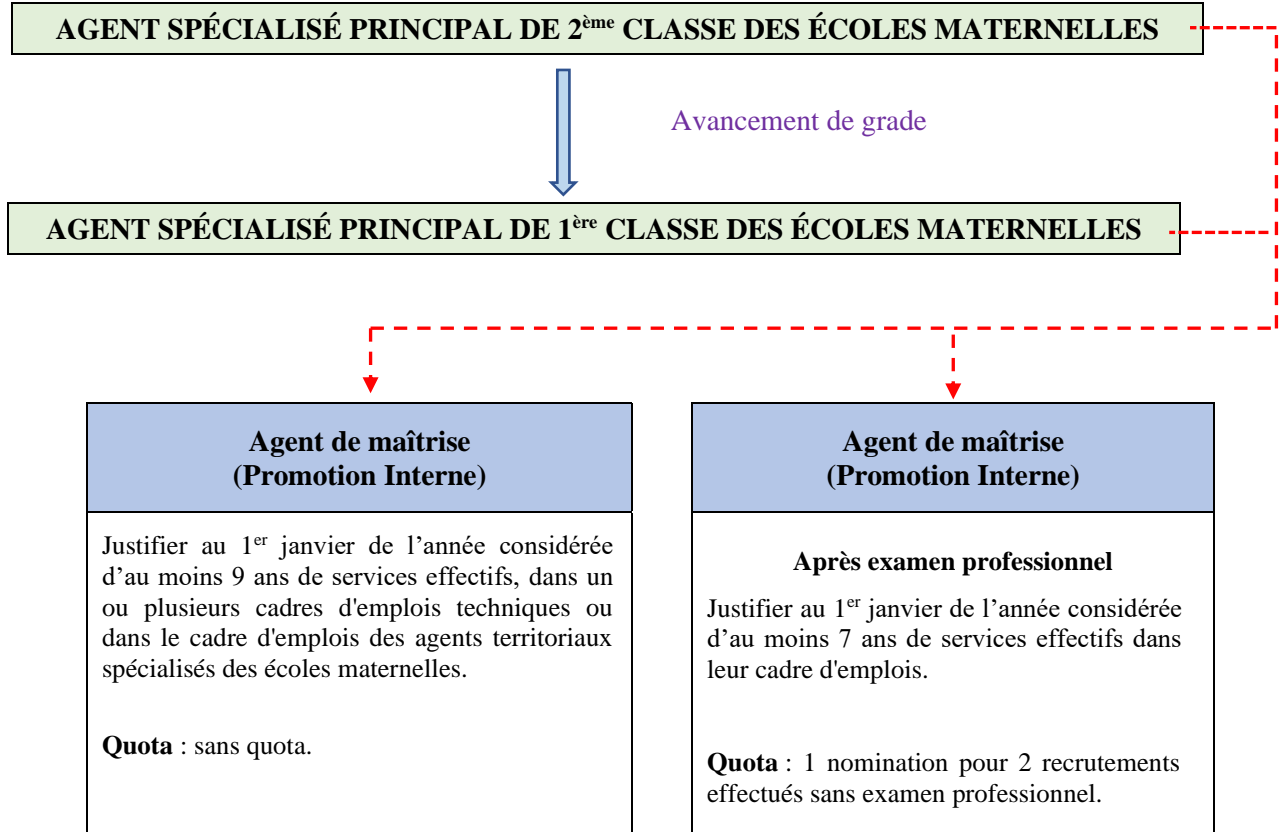 AGENT SPÉCIALISÉ PRINCIPAL DE 2ème CLASSE DES ÉCOLES MATERNELLES
Avancement de grade
AGENT SPÉCIALISÉ PRINCIPAL DE 1ère CLASSE DES ÉCOLES MATERNELLES
Agent de maîtrise
(Promotion Interne)
Justifier au 1er janvier de l’année considérée
d’au moins 9 ans de services effectifs, dans un
ou plusieurs cadres d'emplois techniques ou
dans le cadre d'emplois des agents territoriaux
spécialisés des écoles maternelles.
Quota : sans quota.
Agent de maîtrise
(Promotion Interne)
Après examen professionnel
Justifier au 1er janvier de l’année considérée
d’au moins 7 ans de services effectifs dans
leur cadre d'emplois.
Quota : 1 nomination pour 2 recrutements
effectués sans examen professionnel.